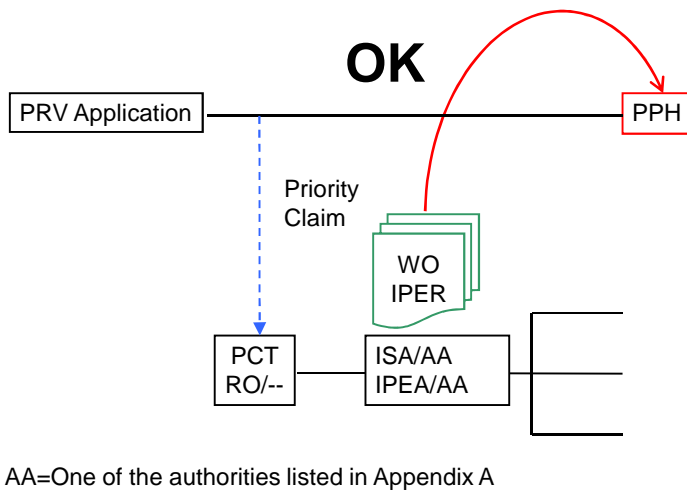 OK
PRV Application
PPH
Priority
Claim
WO
IPER
PCT
RO/--
ISA/AA
IPEA/AA
AA=One of the authorities listed in Appendix A